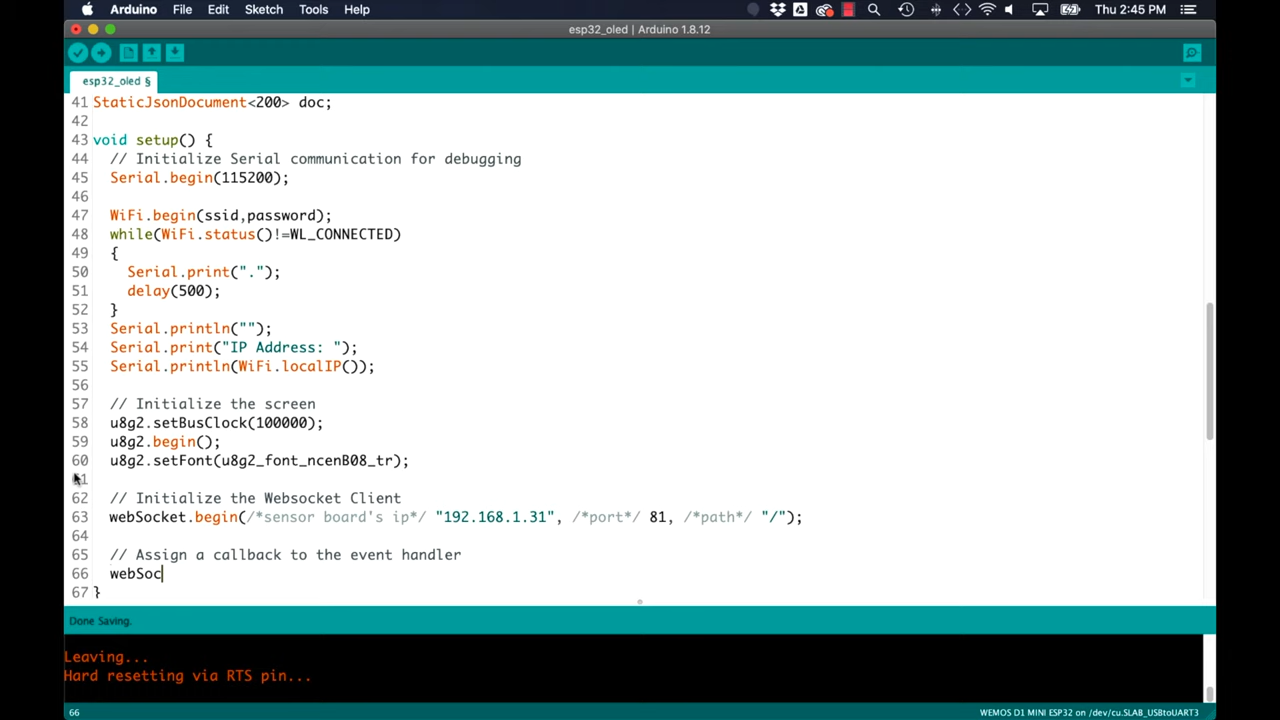 Arduino File Edit Sketch Tools Help Thu 2:45 PM
esp32_oled | Arduino 1.8.12
esp32_oled §
41 StaticJsonDocument<200> doc;
42
43 void setup() {
44 // Initialize Serial communication for debugging
45 Serial.begin(115200);
46
47 WiFi.begin(ssid,password);
48 while(WiFi.status()!=WL_CONNECTED)
49 {
50 Serial.print(".");
51 delay(500);
52 }
53 Serial.println("");
54 Serial.print("IP Address: ");
55 Serial.println(WiFi.localIP());
56
57 // Initialize the screen
58 u8g2.setBusClock(100000);
59 u8g2.begin();
60 u8g2.setFont(u8g2_font_ncenB08_tr);
61
62 // Initialize the Websocket Client
63 webSocket.begin(/*sensor board's ip*/ "192.168.1.31", /*port*/ 81, /*path*/ "/");
64
65 // Assign a callback to the event handler
66 webSoc
67 }
Done Saving.
Leaving...
Hard resetting via RTS pin...
66 WEMOS D1 MINI ESP32 on /dev/cu.SLAB_USBtoUART3